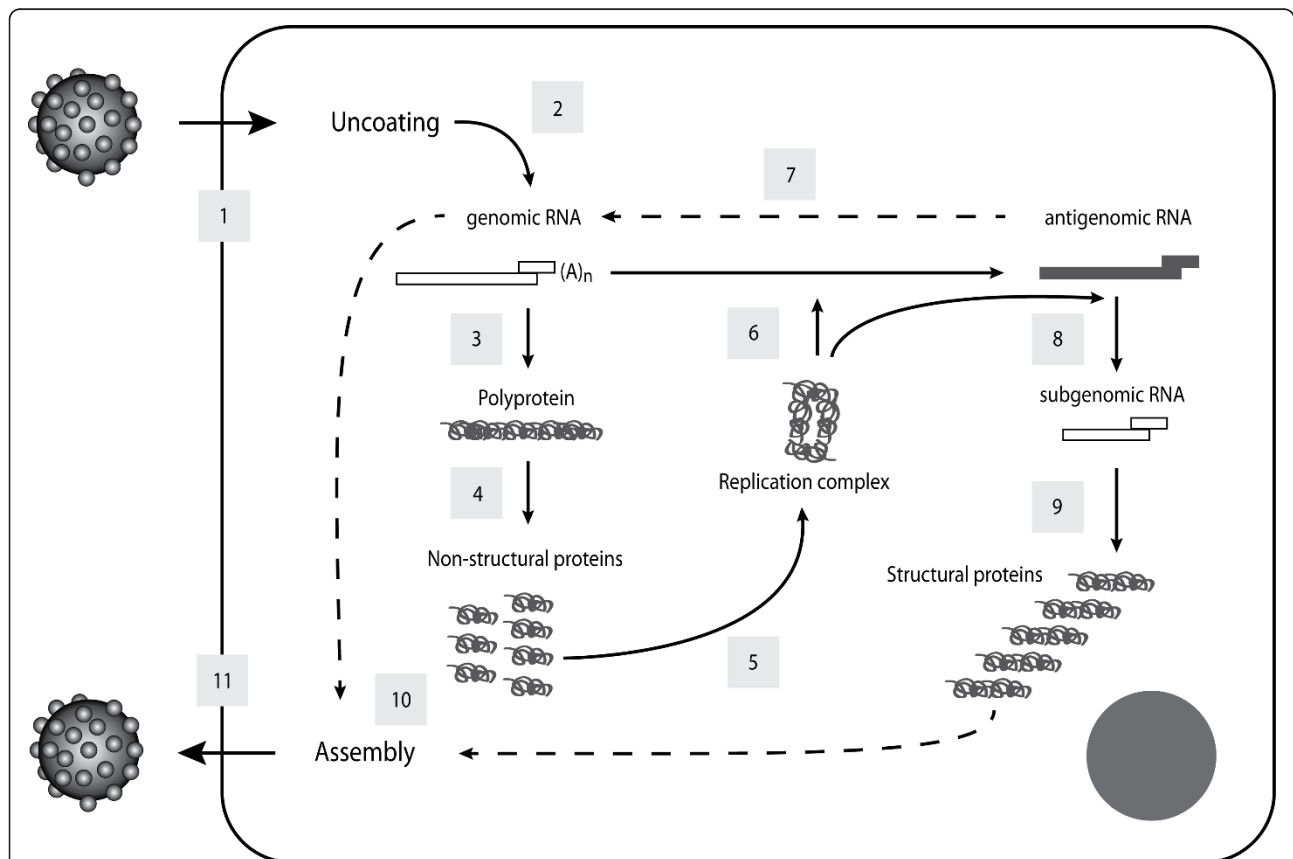 2
Uncoating
7
1
genomic RNA
antigenomic RNA
(A)n
3
6
8
Polyprotein
subgenomic RNA
4
Replication complex
9
Non-structural proteins
Structural proteins
5
11
10
Assembly